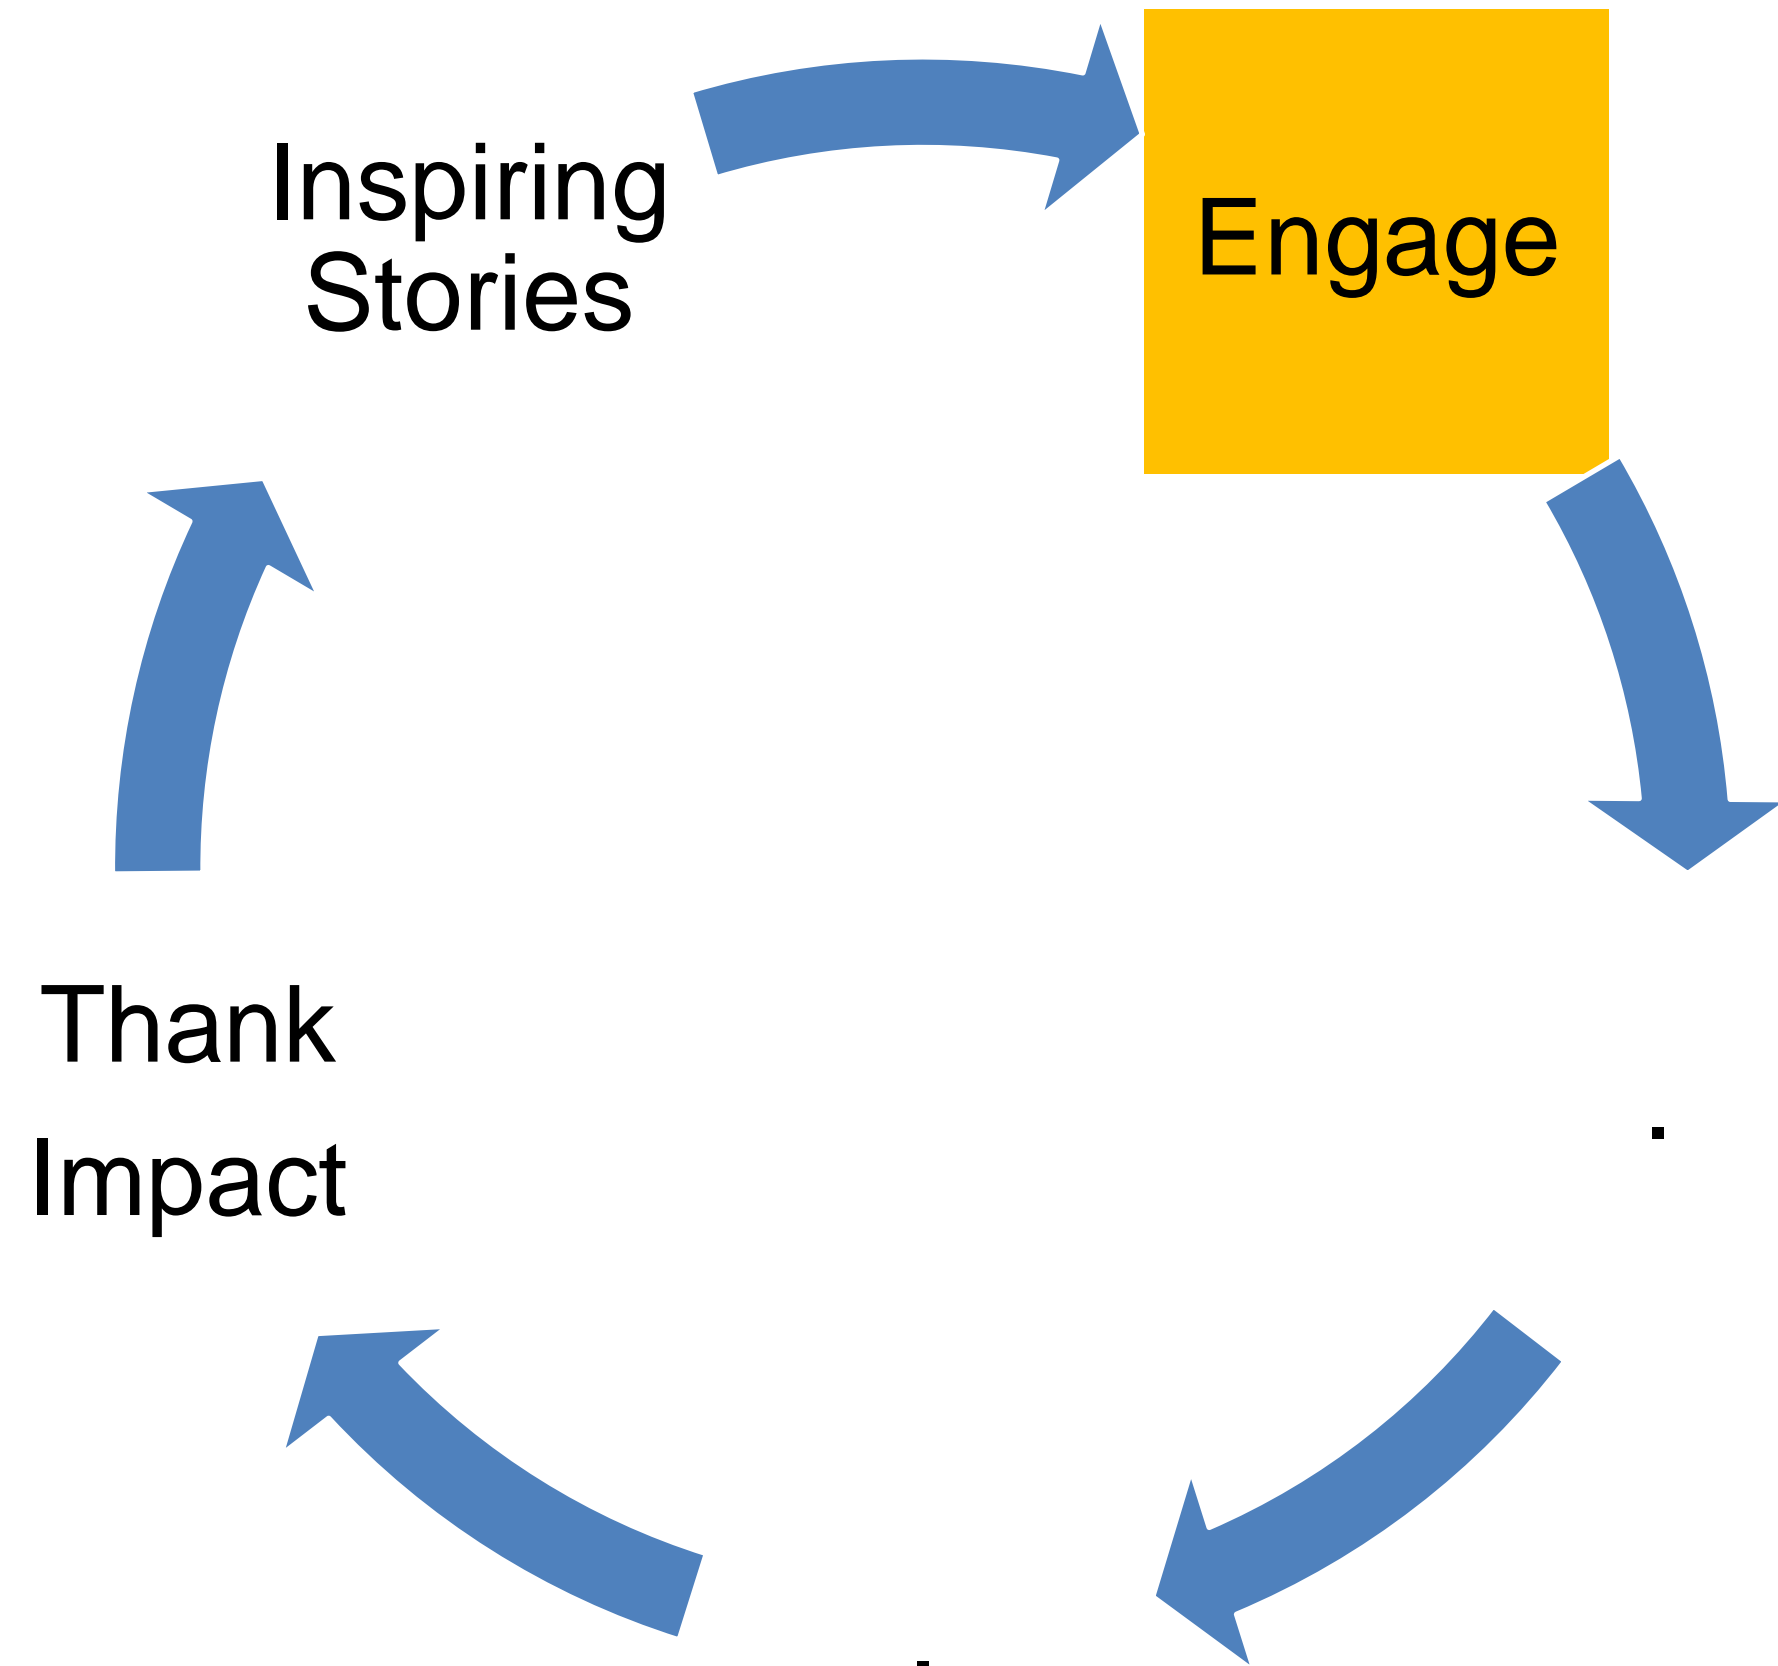 Inspiring
Stories
Engage
.
.
Thank
Impact